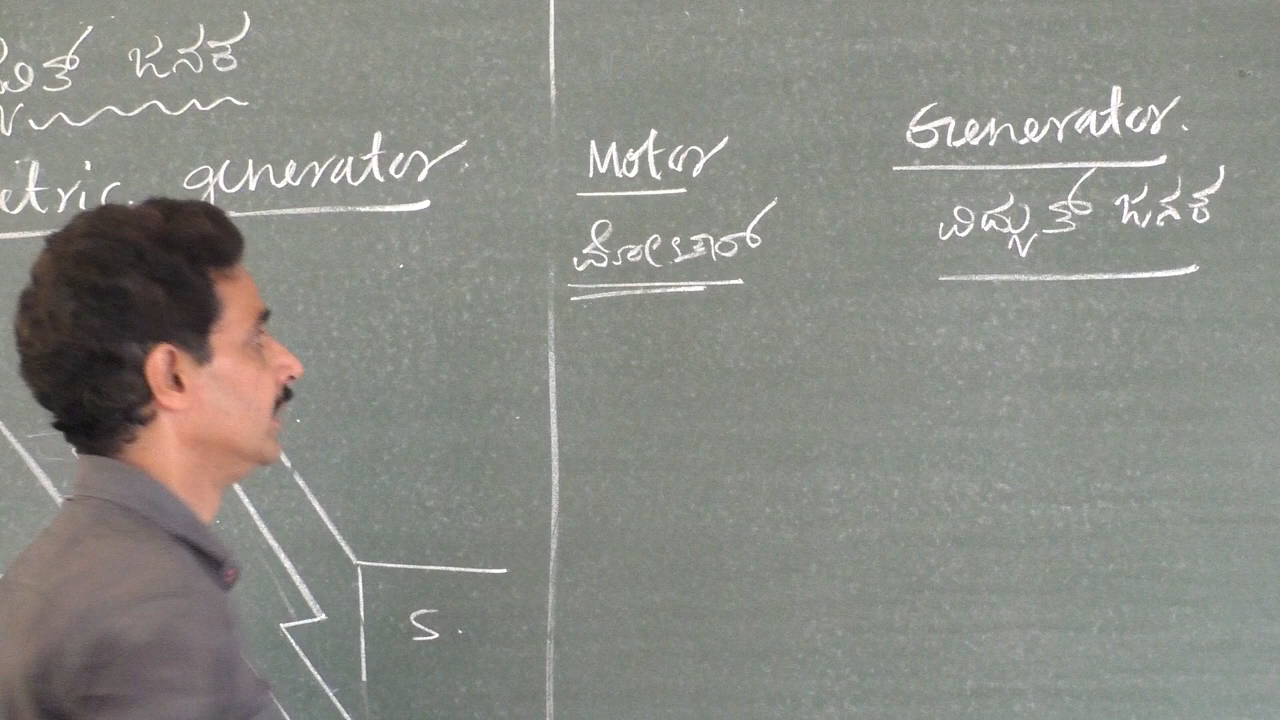 ವಿದ್ಯುತ್ ಜನಕ
etric generator.
S.
Motor
ಮೋಟಾರ್
Generator.
ವಿದ್ಯುತ್ ಜನಕ